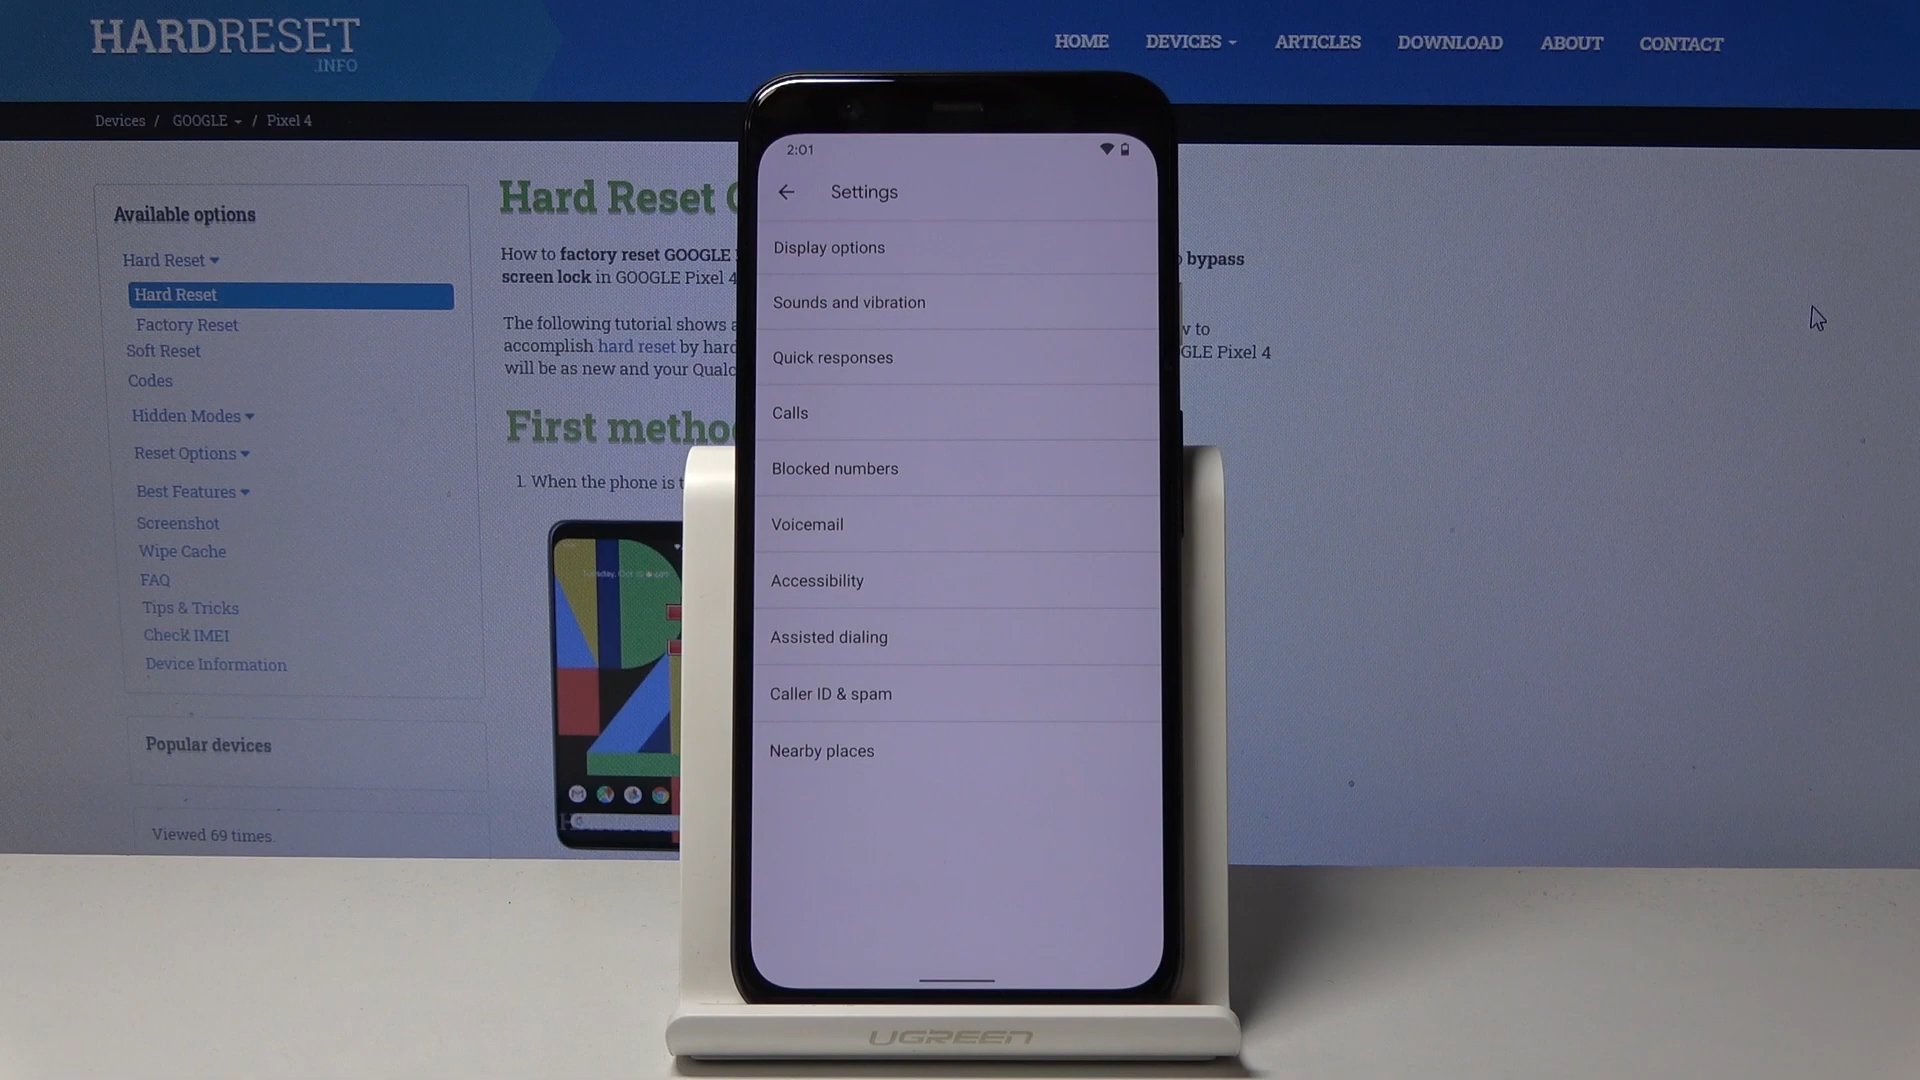 HARDRESET
.INFO
HOME DEVICES ARTICLES DOWNLOAD ABOUT CONTACT
Devices / GOOGLE / Pixel 4
Available options
Hard Reset
Hard Reset
Factory Reset
Soft Reset
Codes
Hidden Modes
Reset Options
Best Features
Screenshot
Wipe Cache
FAQ
Tips & Tricks
Check IMEI
Device Information
Popular devices
Viewed 69 times.
Hard Reset
How to factory reset GOOGLE bypass
screen lock in GOOGLE Pixel 4
The following tutorial shows to
accomplish hard reset by Pixel 4
will be as new and your
First
1. When the phone is
2:01
Settings
Display options
Sounds and vibration
Quick responses
Calls
Blocked numbers
Voicemail
Accessibility
Assisted dialing
Caller ID & spam
Nearby places
UGREEN